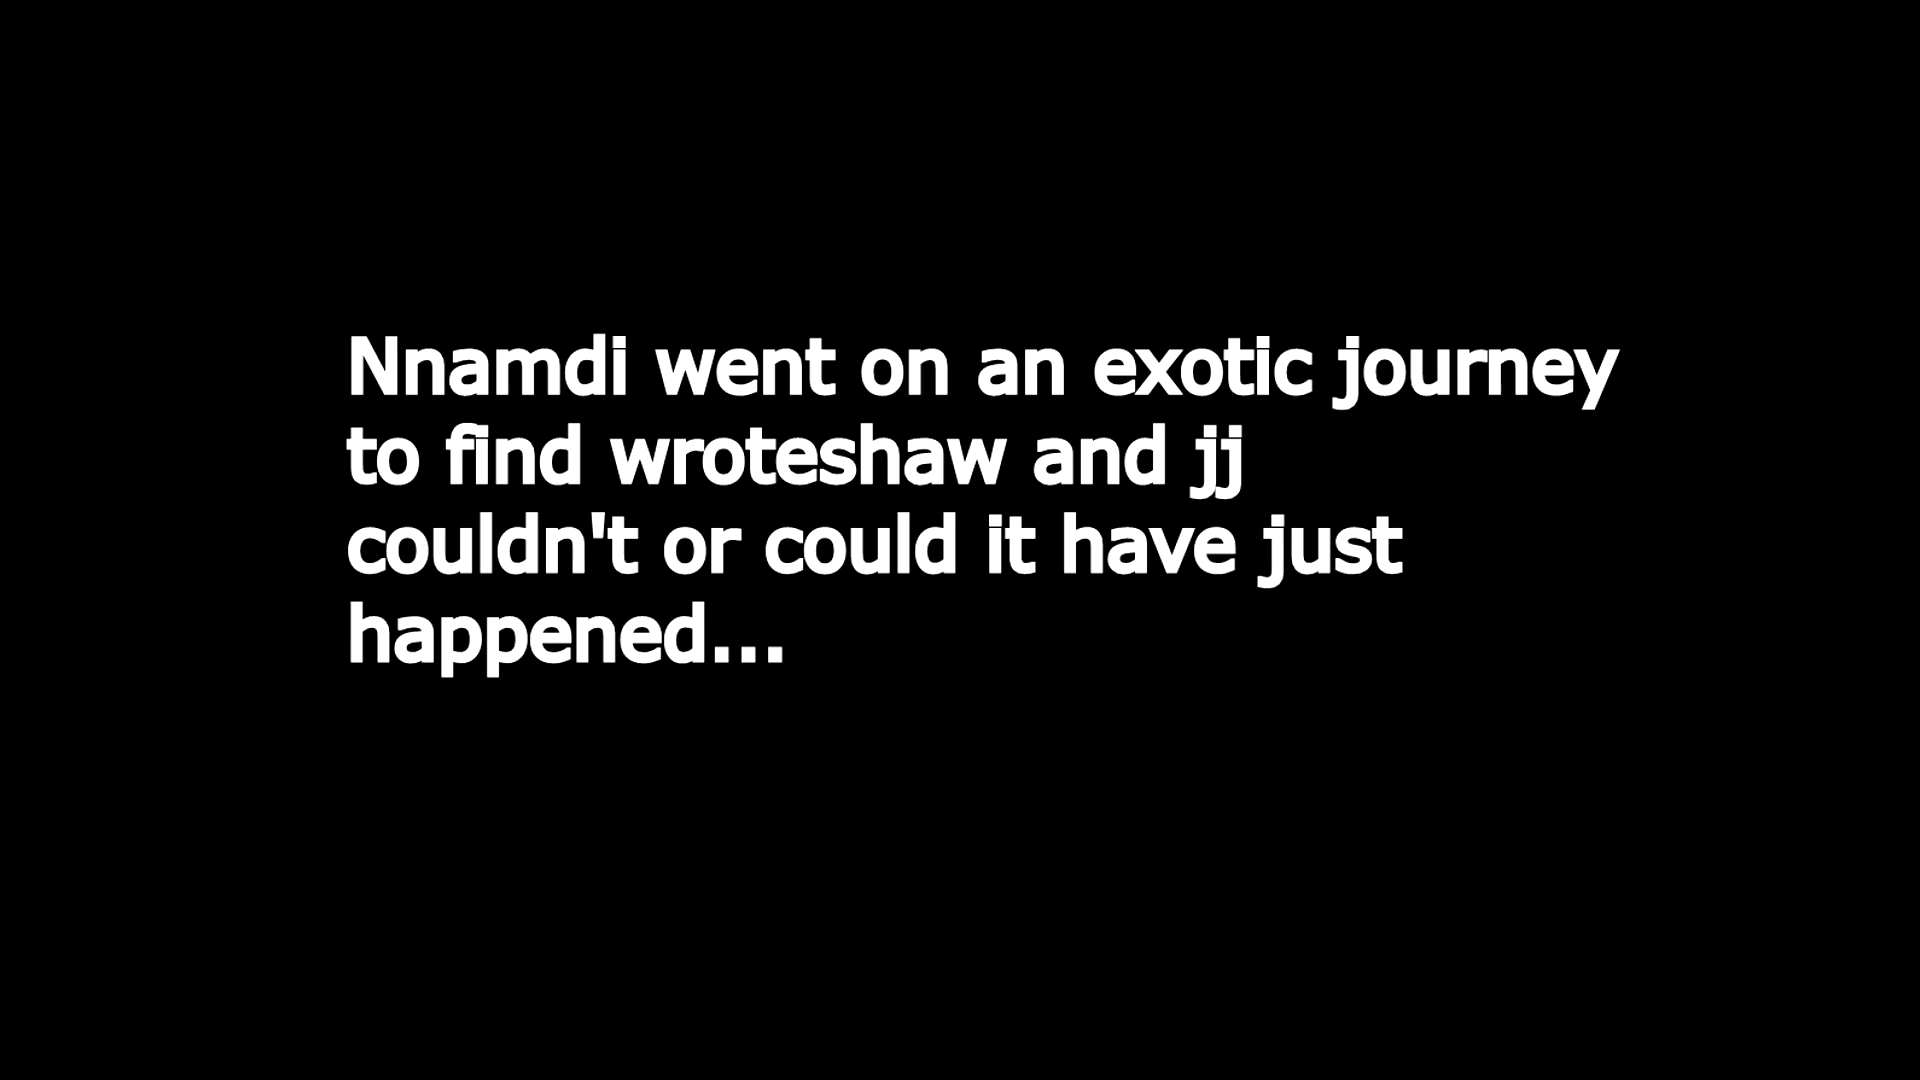 Nnamdi went on an exotic journey
to find wroteshaw and jj
couldn't or could it have just
happened...